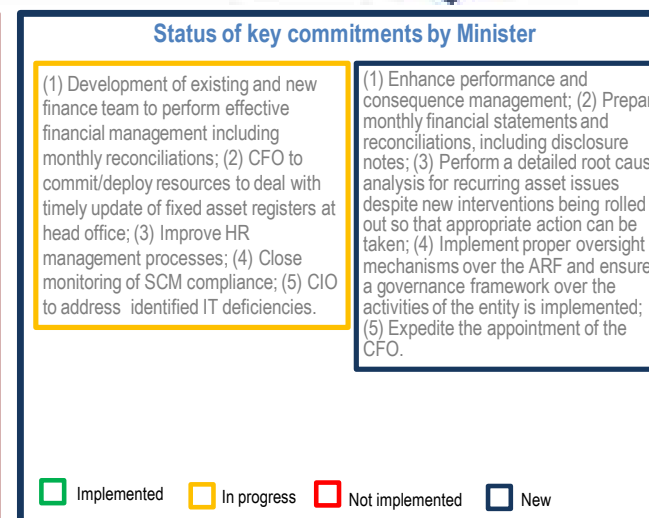 Status of key commitments by Minister
(1) Development of existing and new
finance team to perform effective
financial management including
monthly reconciliations; (2) CFO to
commit/deploy resources to deal with
timely update of fixed asset registers at
head office; (3) Improve HR
management processes; (4) Close
monitoring of SCM compliance; (5) CIO
to address identified IT deficiencies.
(1) Enhance performance and
consequence management; (2) Prepar
monthly financial statements and
reconciliations, including disclosure
notes; (3) Perform a detailed root caus
analysis for recurring asset issues
despite new interventions being rolled
out so that appropriate action can be
taken; (4) Implement proper oversight
mechanisms over the ARF and ensure
a governance framework over the
activities of the entity is implemented;
(5) Expedite the appointment of the
CFO.
Implemented In progress Not implemented New